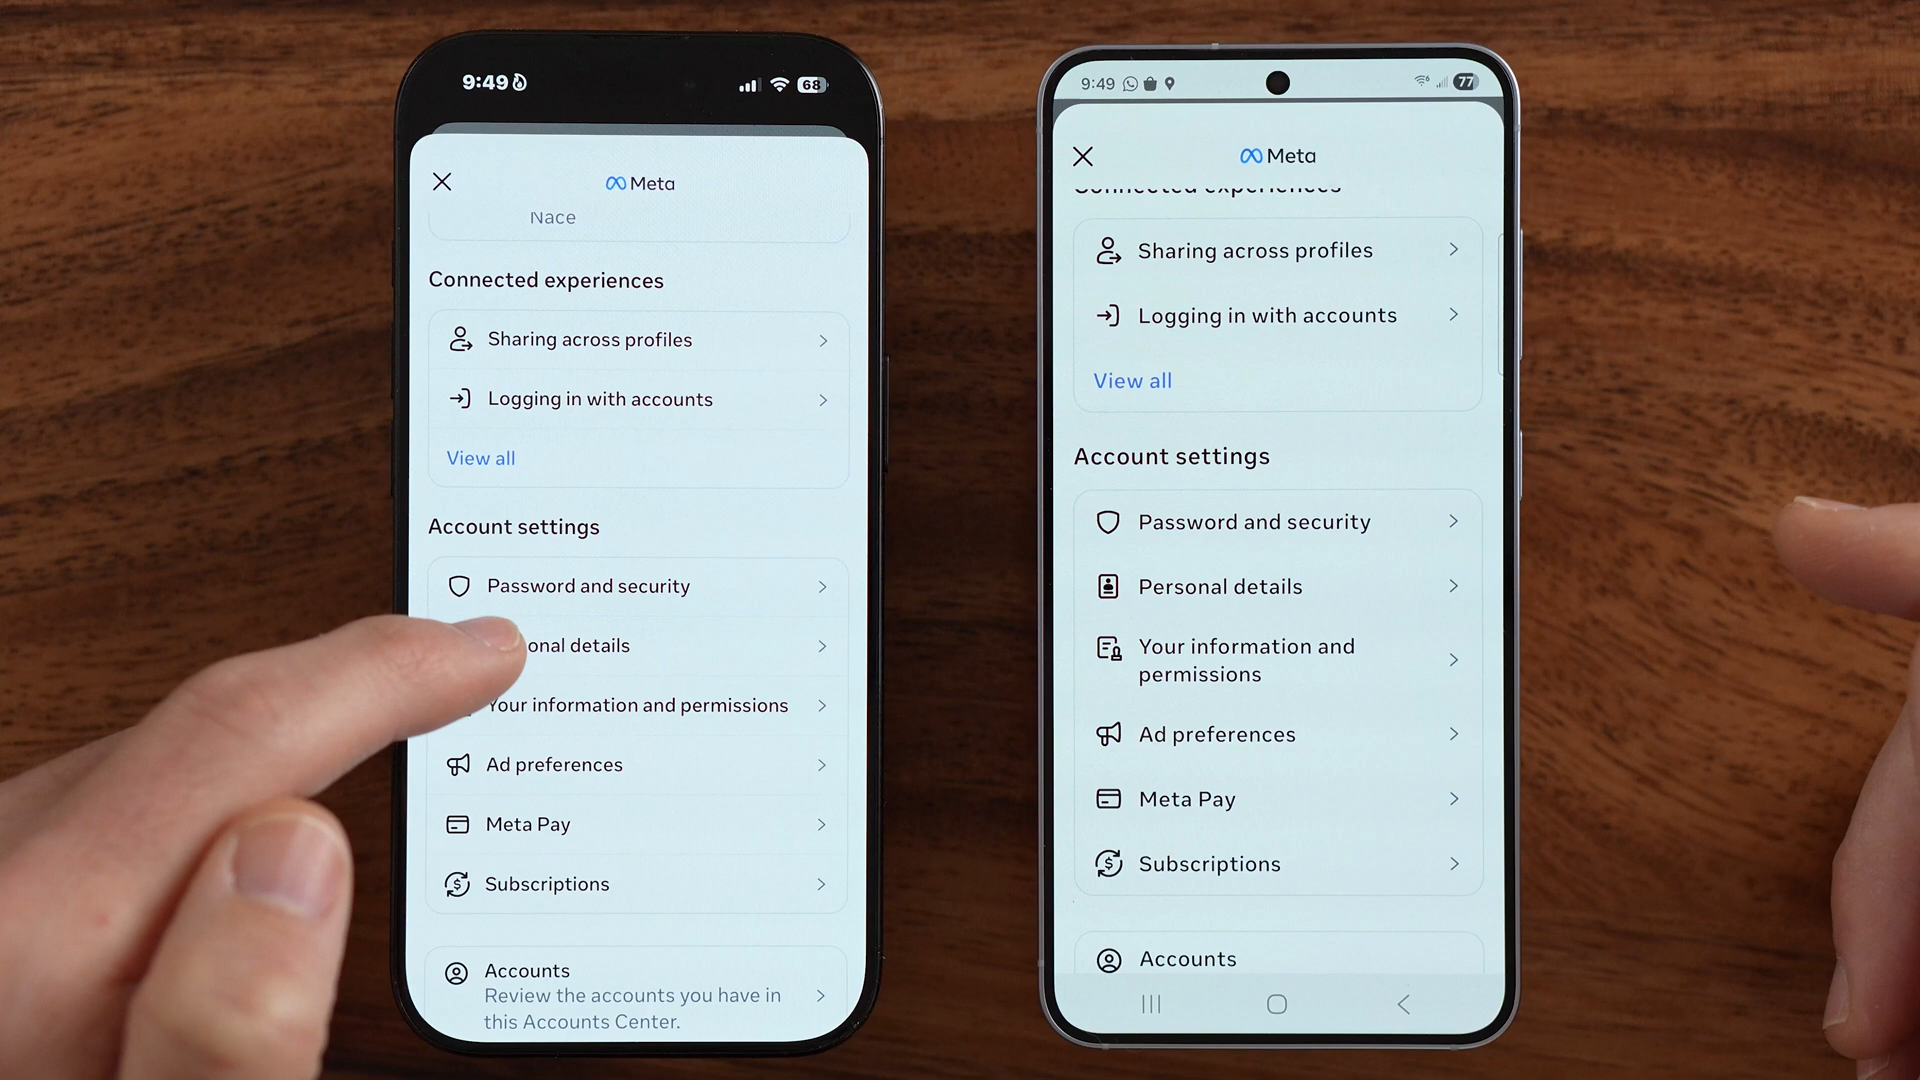 9:49
68
Meta
Nace
Connected experiences
Sharing across profiles
Logging in with accounts
View all
Account settings
Password and security
onal details
Your information and permissions
Ad preferences
Meta Pay
Subscriptions
Accounts
Review the accounts you have in
this Accounts Center.
9:49
77
Meta
Connected experiences
Sharing across profiles
Logging in with accounts
View all
Account settings
Password and security
Personal details
Your information and
permissions
Ad preferences
Meta Pay
Subscriptions
Accounts